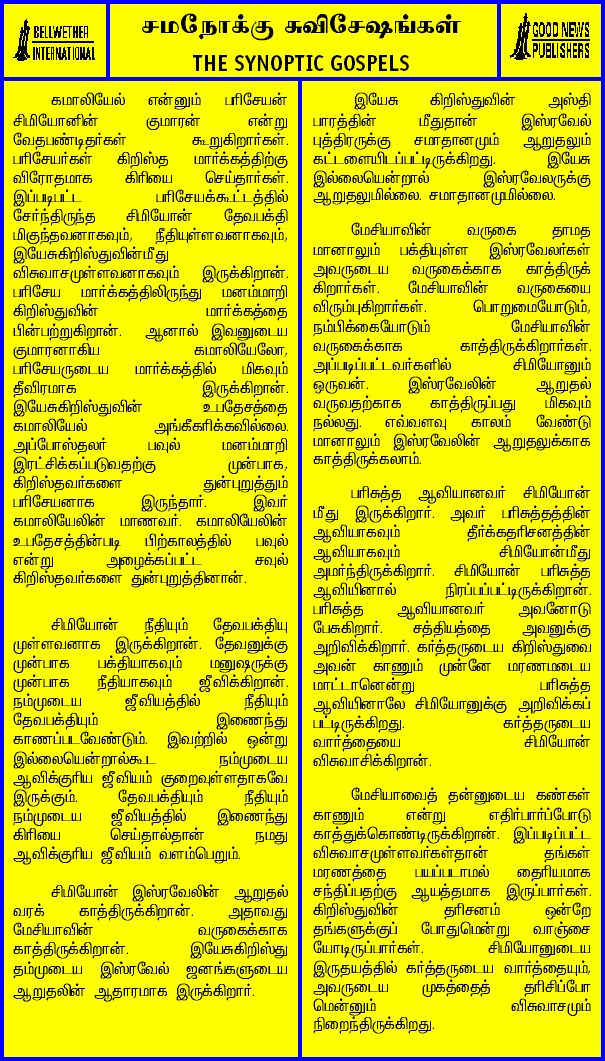 BELLWETHER
INTERNATIONAL
சமநோக்கு சுவிசேஷங்கள்
THE SYNOPTIC GOSPELS
GOOD NEWS
PUBLISHERS
கமாலியேல் என்னும் பரிசேயன்
சிமியோனின் குமாரன் என்று
வேதபண்டிதர்கள் கூறுகிறார்கள்.
பரிசேயர்கள் கிறிஸ்த மார்க்கத்திற்கு
விரோதமாக கிரியை செய்தார்கள்.
இப்படிபட்ட பரிசேயக்கூட்டத்தில்
சேர்ந்திருந்த சிமியோன் தேவபக்தி
மிகுந்தவனாகவும், நீதியுள்ளவனாகவும்,
இயேசுகிறிஸ்துவின்மீது
விசுவாசமுள்ளவனாகவும் இருக்கிறான்.
பரிசேய மார்க்கத்திலிருந்து மனம்மாறி
கிறிஸ்துவின் மார்க்கத்தை
பின்பற்றுகிறான். ஆனால் இவனுடைய
குமாரனாகிய கமாலியேலோ,
பரிசேயருடைய மார்க்கத்தில் மிகவும்
தீவிரமாக இருக்கிறான்.
இயேசுகிறிஸ்துவின் உபதேசத்தை
கமாலியேல் அங்கீகரிக்கவில்லை.
அப்போஸ்தலர் பவுல் மனம்மாறி
இரட்சிக்கப்படுவதற்கு முன்பாக,
கிறிஸ்தவர்களை துன்புறுத்தும்
பரிசேயனாக இருந்தார். இவர்
கமாலியேலின் மாணவர். கமாலியேலின்
உபதேசத்தின்படி பிற்காலத்தில் பவுல்
என்று அழைக்கப்பட்ட சவுல்
கிறிஸ்தவர்களை துன்புறுத்தினான்.
சிமியோன் நீதியும் தேவபக்தியு
முள்ளவனாக இருக்கிறான். தேவனுக்கு
முன்பாக பக்தியாகவும் மனுஷருக்கு
முன்பாக நீதியாகவும் ஜீவிக்கிறான்.
நம்முடைய ஜீவியத்தில் நீதியும்
தேவபக்தியும் இணைந்து
காணப்படவேண்டும். இவற்றில் ஒன்று
இல்லையென்றால்கூட நம்முடைய
ஆவிக்குரிய ஜீவியம் குறைவுள்ளதாகவே
இருக்கும். தேவபக்தியும் நீதியும்
நம்முடைய ஜீவியத்தில் இணைந்து
கிரியை செய்தால்தான் நமது
ஆவிக்குரிய ஜீவியம் வளம்பெறும்.
சிமியோன் இஸ்ரவேலின் ஆறுதல்
வரக் காத்திருக்கிறான். அதாவது
மேசியாவின் வருகைக்காக
காத்திருக்கிறான். இயேசுகிறிஸ்து
தம்முடைய இஸ்ரவேல் ஜனங்களுடைய
ஆறுதலின் ஆதாரமாக இருக்கிறார்.
இயேசு கிறிஸ்துவின் அஸ்தி
பாரத்தின் மீதுதான் இஸ்ரவேல்
புத்திரருக்கு சமாதானமும் ஆறுதலும்
கட்டளையிடப்பட்டிருக்கிறது. இயேசு
இல்லையென்றால் இஸ்ரவேலருக்கு
ஆறுதலுமில்லை. சமாதானமுமில்லை.
மேசியாவின் வருகை தாமத
மானாலும் பக்தியுள்ள இஸ்ரவேலர்கள்
அவருடைய வருகைக்காக காத்திருக்
கிறார்கள். மேசியாவின் வருகையை
விரும்புகிறார்கள். பொறுமையோடும்,
நம்பிக்கையோடும் மேசியாவின்
வருகைக்காக காத்திருக்கிறார்கள்.
அப்படிப்பட்டவர்களில் சிமியோனும்
ஒருவன். இஸ்ரவேலின் ஆறுதல்
வருவதற்காக காத்திருப்பது மிகவும்
நல்லது. எவ்வளவு காலம் வேண்டு
மானாலும் இஸ்ரவேலின் ஆறுதலுக்காக
காத்திருக்கலாம்.
பரிசுத்த ஆவியானவர் சிமியோன்
மீது இருக்கிறார். அவர் பரிசுத்தத்தின்
ஆவியாகவும் தீர்க்கதரிசனத்தின்
ஆவியாகவும் சிமியோன்மீது
அமர்ந்திருக்கிறார். சிமியோன் பரிசுத்த
ஆவியினால் நிரப்பப்பட்டிருக்கிறான்.
பரிசுத்த ஆவியானவர் அவனோடு
பேசுகிறார். சத்தியத்தை அவனுக்கு
அறிவிக்கிறார். கர்த்தருடைய கிறிஸ்துவை
அவன் காணும் முன்னே மரணமடைய
மாட்டானென்று பரிசுத்த
ஆவியினாலே சிமியோனுக்கு அறிவிக்கப்
பட்டிருக்கிறது. கர்த்தருடைய
வார்த்தையை சிமியோன்
விசுவாசிக்கிறான்.
மேசியாவைத் தன்னுடைய கண்கள்
காணும் என்று எதிர்பார்ப்போடு
காத்துக்கொண்டிருக்கிறான். இப்படிப்பட்ட
விசுவாசமுள்ளவர்கள்தான் தங்கள்
மரணத்தை பயப்படாமல் தைரியமாக
சந்திப்பதற்கு ஆயத்தமாக இருப்பார்கள்.
கிறிஸ்துவின் தரிசனம் ஒன்றே
தங்களுக்குப் போதுமென்று வாஞ்சை
யோடிருப்பார்கள். சிமியோனுடைய
இருதயத்தில் கர்த்தருடைய வார்த்தையும்,
அவருடைய முகத்தைத் தரிசிப்போ
மென்னும் விசுவாசமும்
நிறைந்திருக்கிறது.